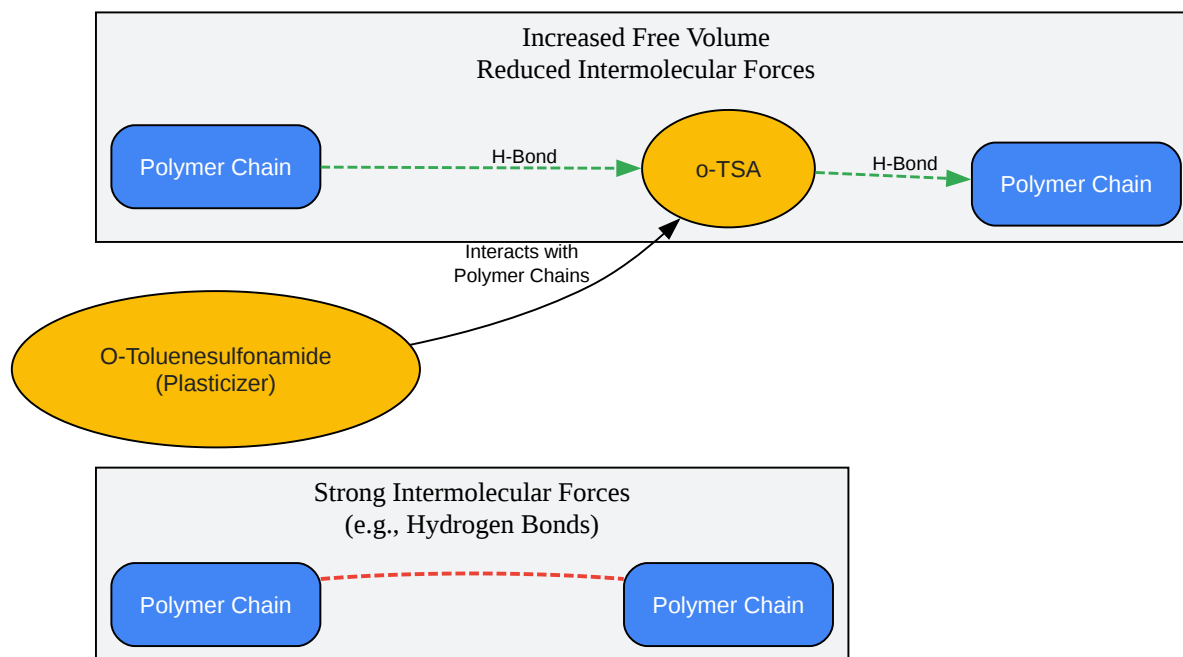 Increased Free Volume
Reduced Intermolecular Forces
Polymer Chain
H-Bond
o-TSA
H-Bond
Polymer Chain
Interacts with
Polymer Chains
O-Toluenesulfonamide
(Plasticizer)
Strong Intermolecular Forces
(e.g., Hydrogen Bonds)
Polymer Chain
Polymer Chain